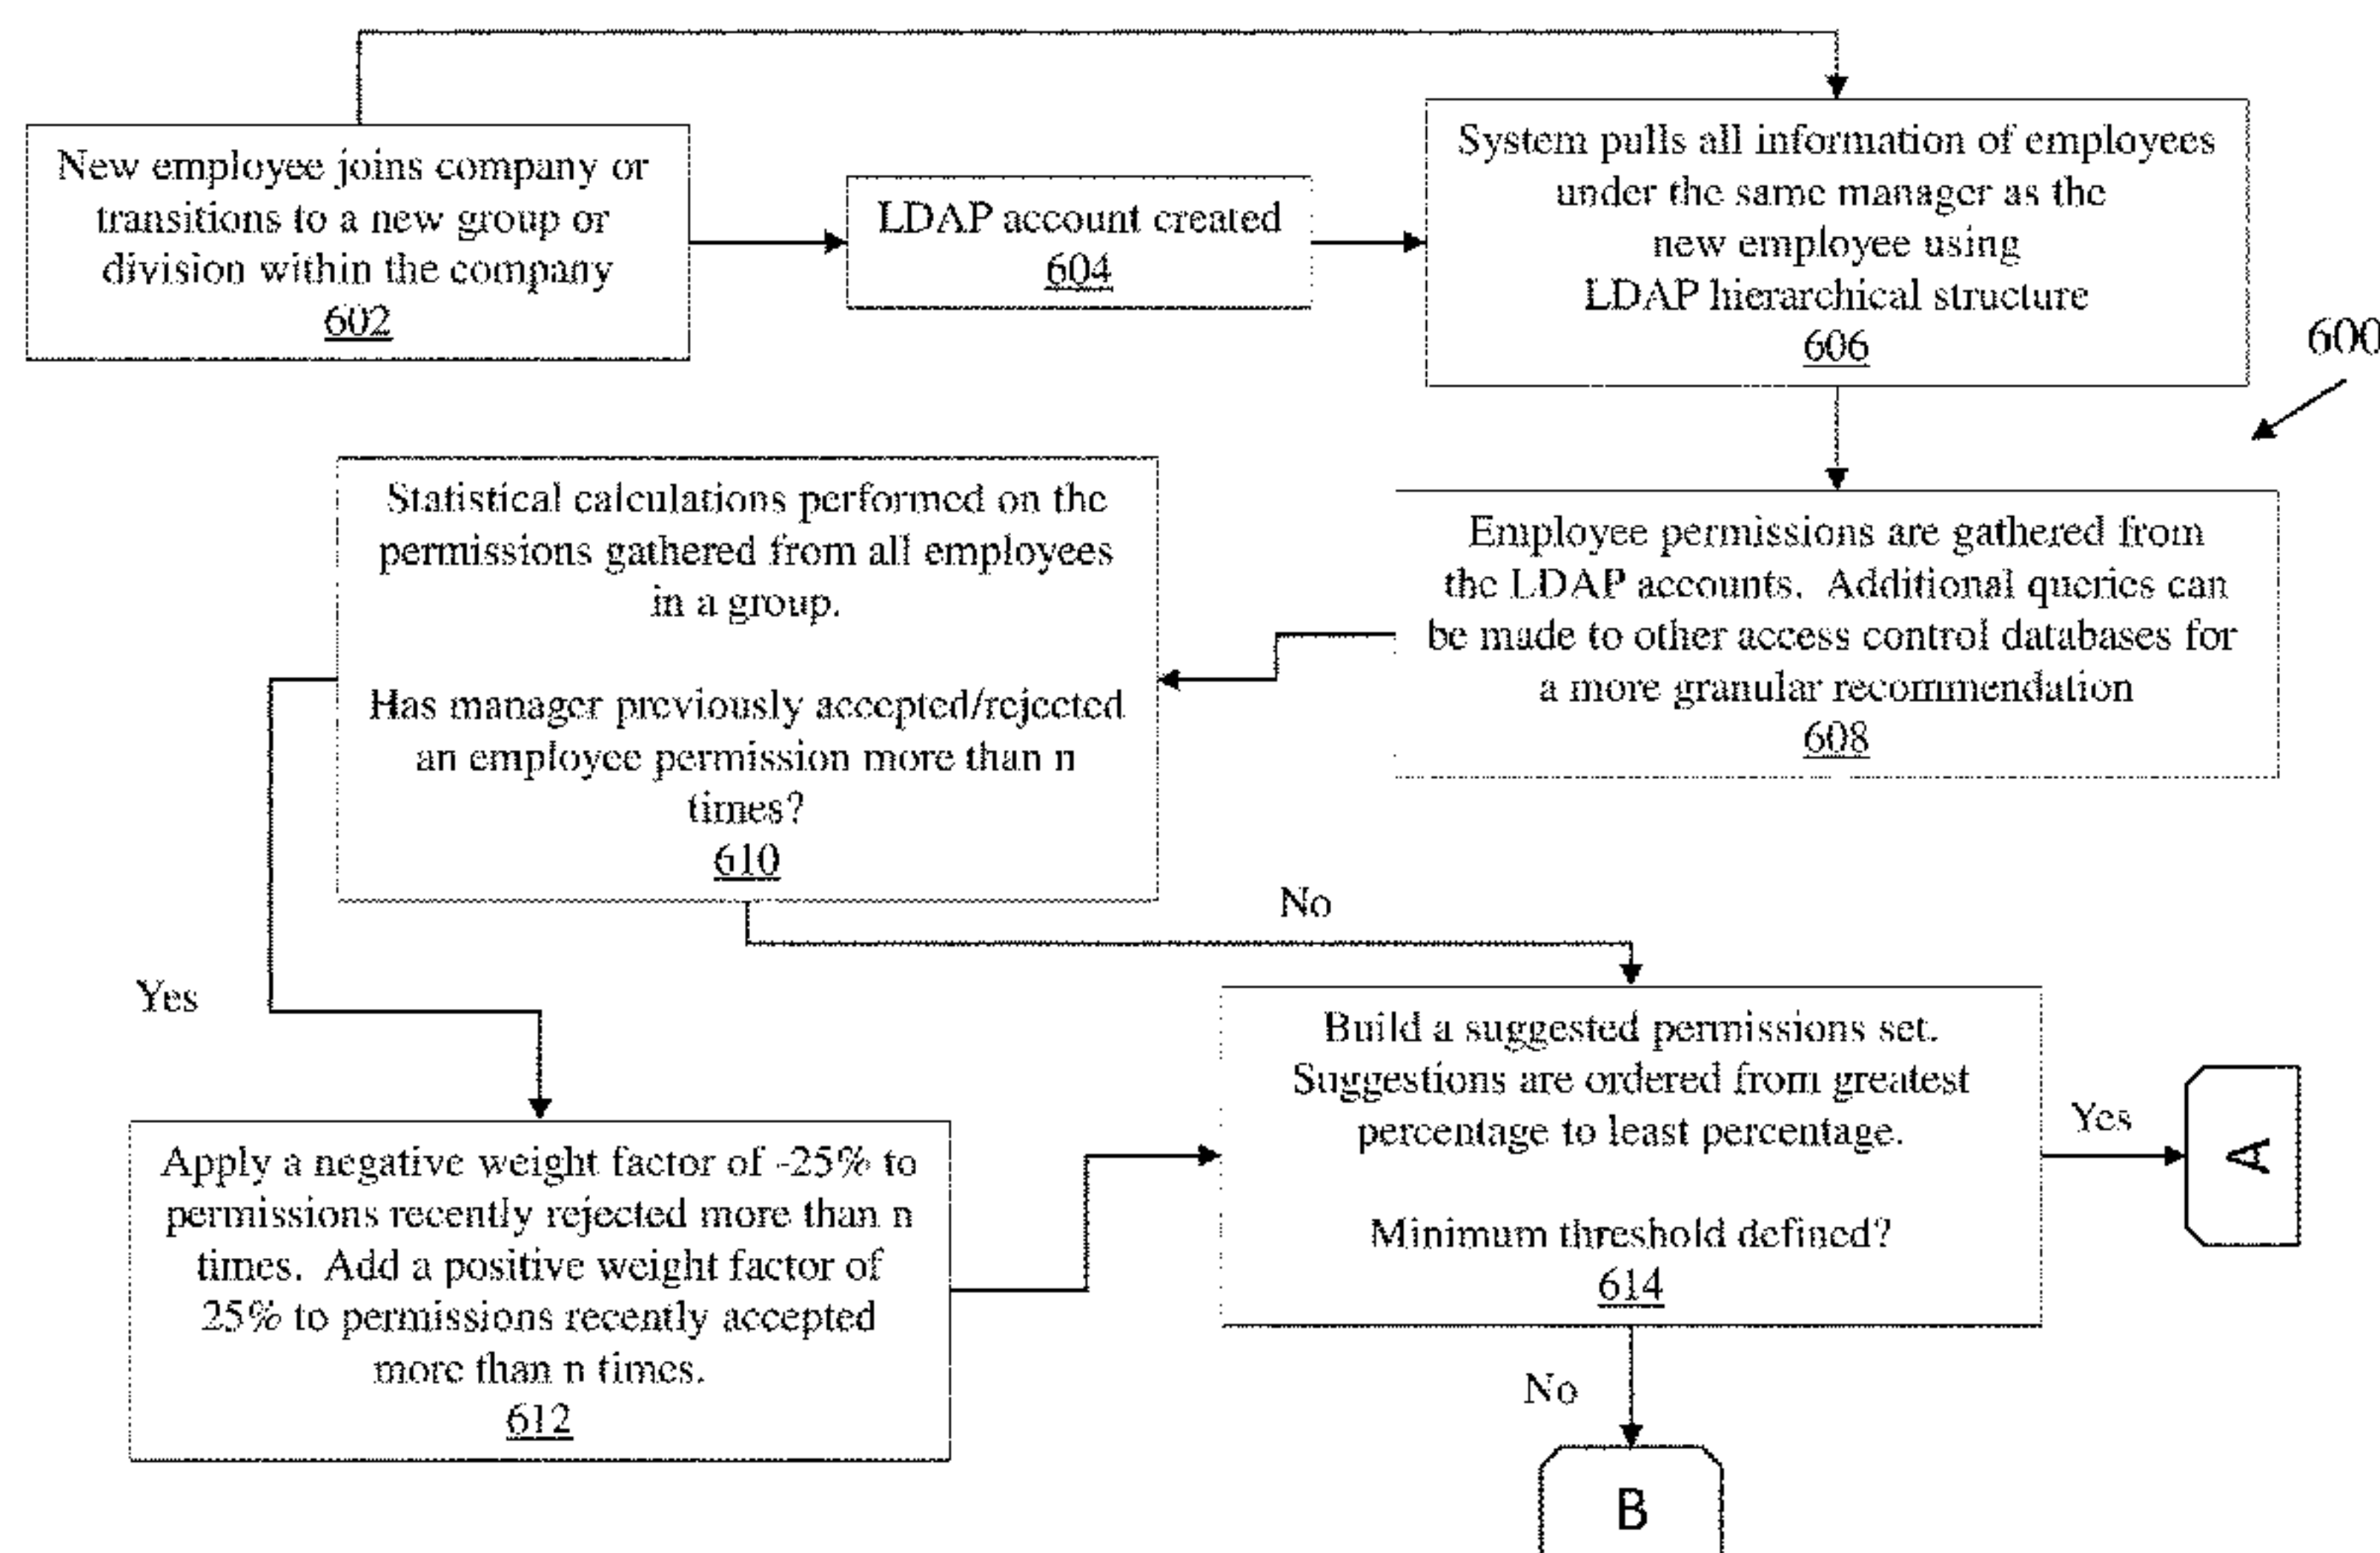 New employee joins company or
transitions to a new group or
division within the company
602
LDAP account created
604
System pulls all information of employees
under the same manager as the
new employee using
LDAP hierarchical structure
606
600
Employee permissions are gathered from
the LDAP accounts. Additional queries can
be made to other access control databases for
a more granular recommendation
608
Statistical calculations performed on the
permissions gathered from all employees
in a group.
Has manager previously accepted/rejected
an employee permission more than n
times?
610
No
Yes
Apply a negative weight factor of -25% to
permissions recently rejected more than n
times. Add a positive weight factor of
25% to permissions recently accepted
more than n times.
612
Build a suggested permissions set.
Suggestions are ordered from greatest
percentage to least percentage.
Minimum threshold defined?
614
Yes
A
No
B